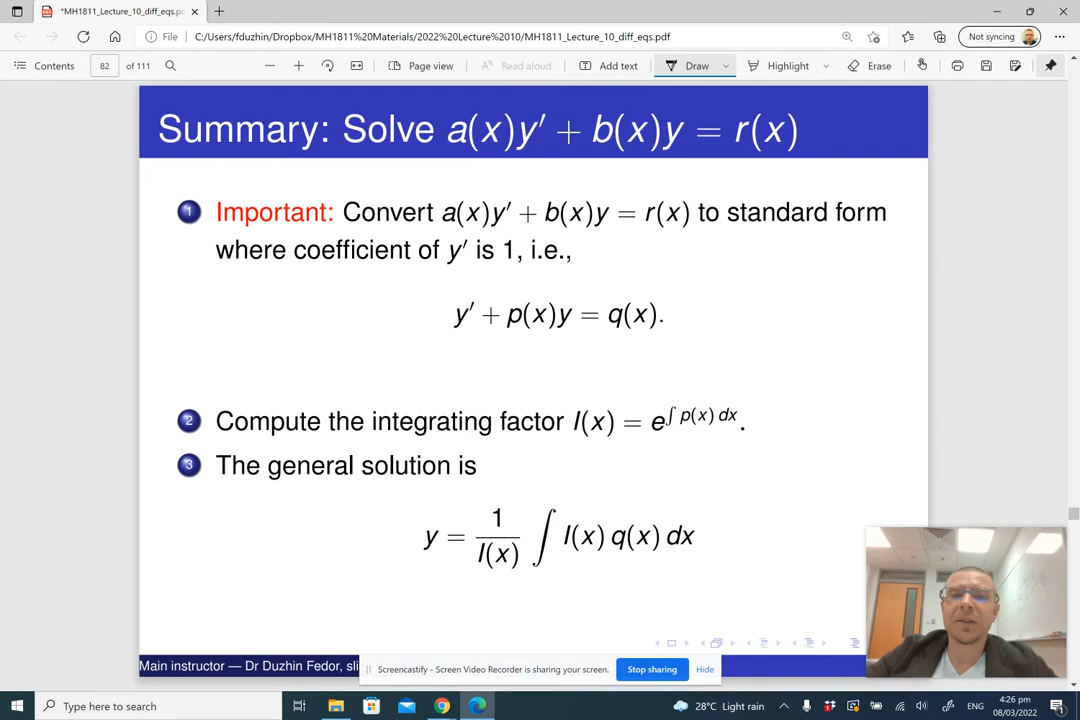 *MH1811_Lecture_10_diff_eqs.pd
File C:/Users/fduzhin/Dropbox/MH1811%20Materials/2022%20Lecture%2010/MH1811_Lecture_10_diff_eqs.pdf
Not syncing
Contents 82 of 111 Page view Read aloud Add text Draw Highlight Erase
Summary: Solve a(x)y′ + b(x)y = r(x)
1 Important: Convert a(x)y′ + b(x)y = r(x) to standard form
where coefficient of y′ is 1, i.e.,
y′ + p(x)y = q(x).
2 Compute the integrating factor I(x) = e^{∫ p(x) dx}.
3 The general solution is
y = \frac{1}{I(x)} ∫ I(x) q(x) dx
Main instructor — Dr Duzhin Fedor, sli
Screencastify - Screen Video Recorder is sharing your screen. Stop sharing Hide
Type here to search
28°C Light rain
ENG
4:26 pm
08/03/2022
1